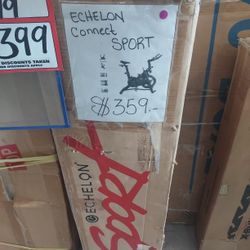 399
DISCOUNTS TAKEN
ECHELON
Connect
SPORT
$359.-
ECHELON
SPORT